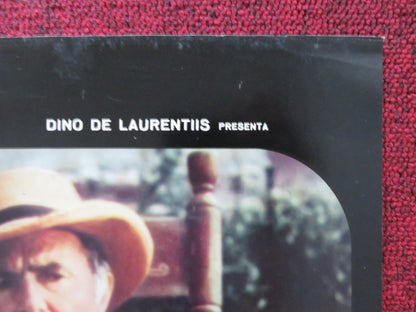 DINO DE LAURENTIIS PRESENTA